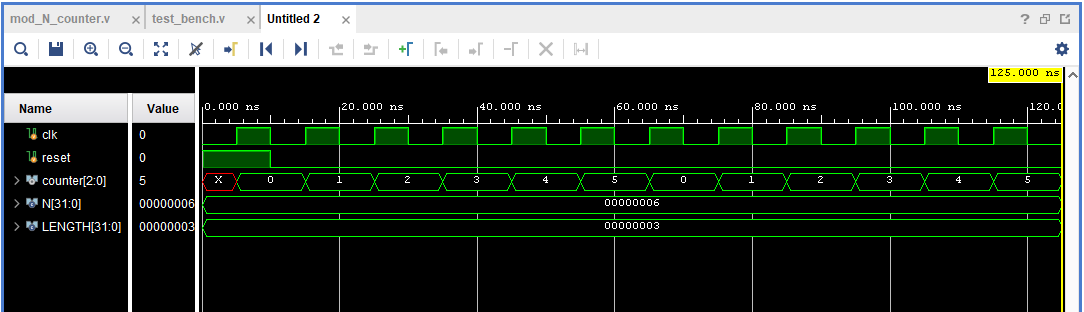 mod_N_counter.v × test_bench.v × Untitled 2 ×
125.000 ns
Name Value 0.000 ns 20.000 ns 40.000 ns 60.000 ns 80.000 ns 100.000 ns 120.0
clk 0
reset 0
counter[2:0] 5 X 0 1 2 3 4 5 0 1 2 3 4 5
N[31:0] 00000006 00000006
LENGTH[31:0] 00000003 00000003